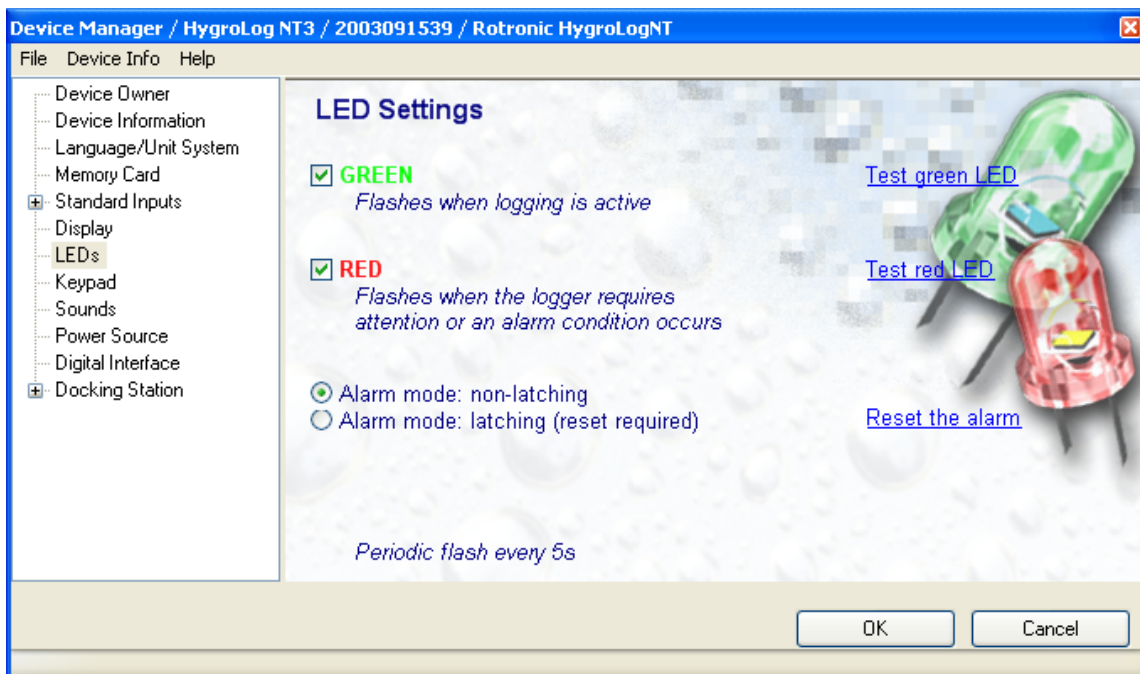 Device Manager / HygroLog NT3 / 2003091539 / Rotronic HygroLogNT
File Device Info Help
Device Owner
Device Information
Language/Unit System
Memory Card
Standard Inputs
Display
LEDs
Keypad
Sounds
Power Source
Digital Interface
Docking Station
LED Settings
GREEN
Flashes when logging is active
Test green LED
RED
Flashes when the logger requires
attention or an alarm condition occurs
Test red LED
Alarm mode: non-latching
Alarm mode: latching (reset required)
Reset the alarm
Periodic flash every 5s
OK Cancel